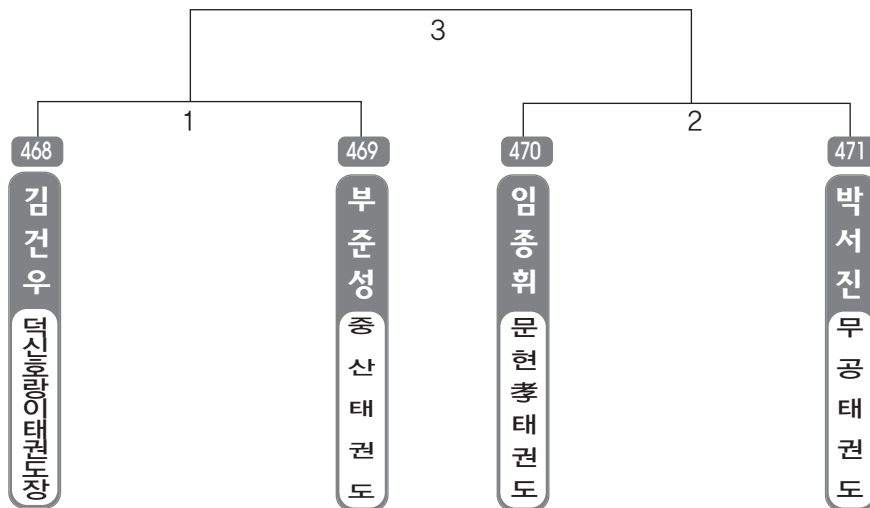 3
1
2
468
469
470
471
김건우
부준성
임종휘
박서진
덕신호랑이태권도장
중산태권도
문현孝태권도
무공태권도